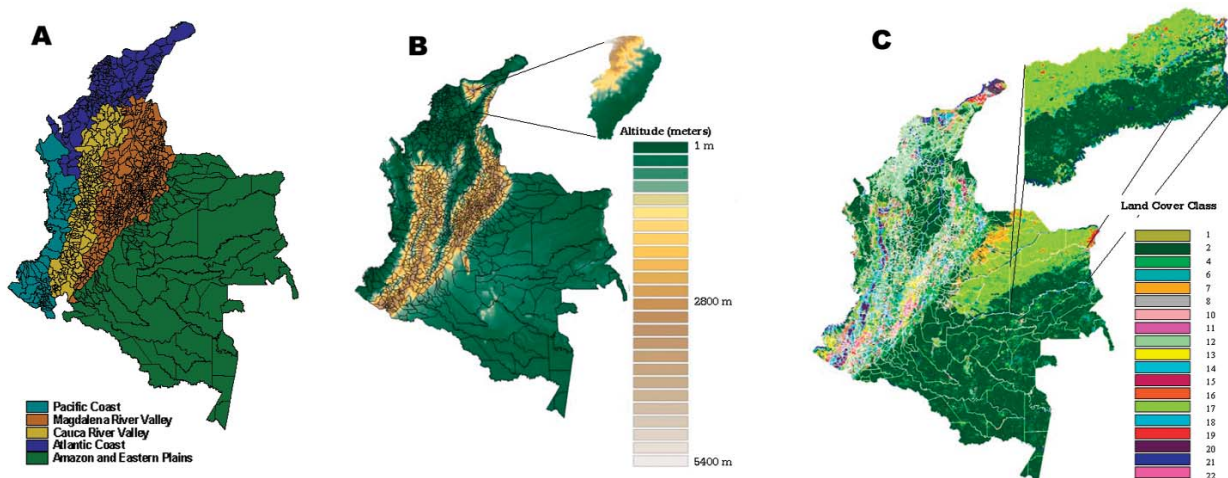 A
Pacific Coast
Magdalena River Valley
Cauca River Valley
Atlantic Coast
Amazon and Eastern Plains
B
Altitude (meters)
1 m
2800 m
5400 m
C
Land Cover Class
1
2
4
6
7
8
10
11
12
13
14
15
16
17
18
19
20
21
22